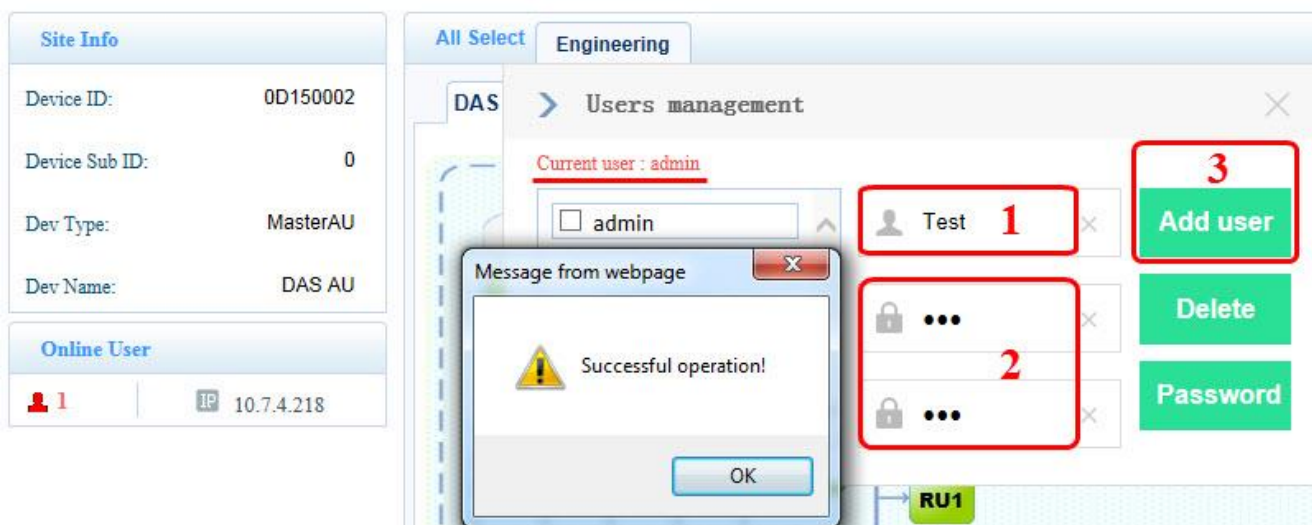 Site Info
Device ID: 0D150002
Device Sub ID: 0
Dev Type: MasterAU
Dev Name: DAS AU
Online User
1 IP 10.7.4.218
All Select Engineering
DAS Users management
Current user : admin
admin
Test 1
3
Add user
•••
Delete
2
•••
Password
Message from webpage
Successful operation!
OK
RU1